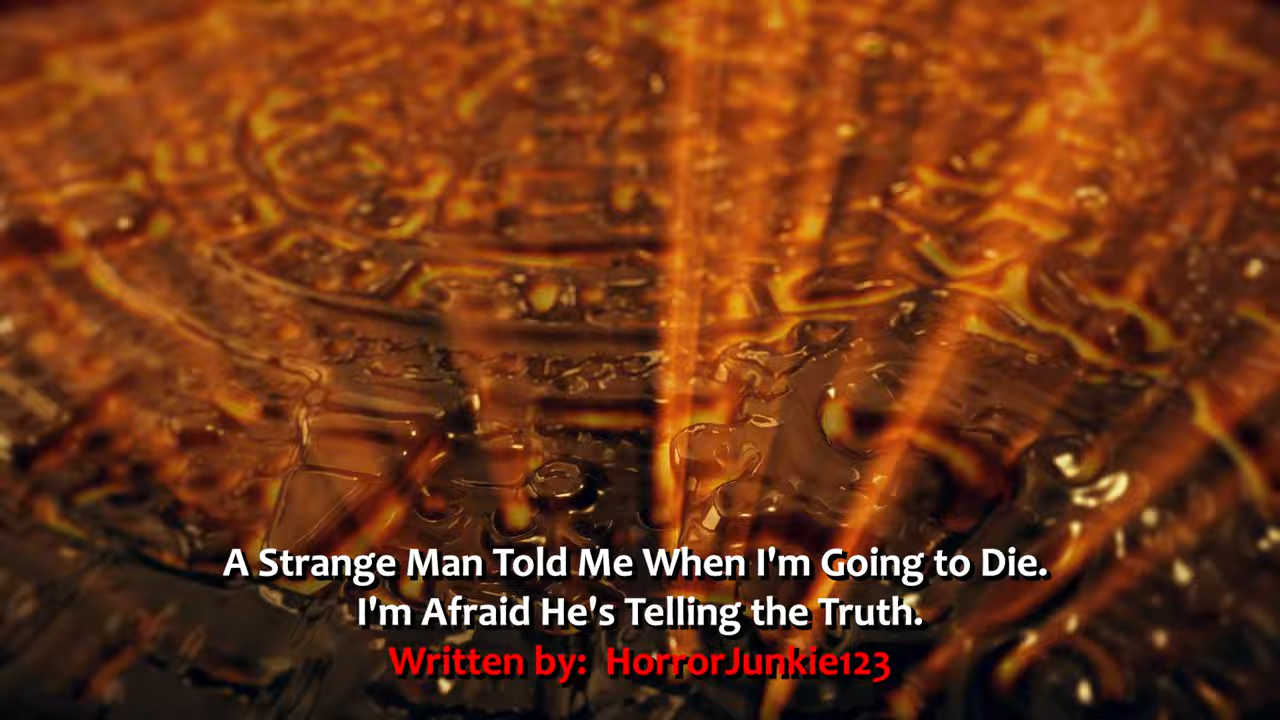 A Strange Man Told Me When I'm Going to Die.
I'm Afraid He's Telling the Truth.
Written by:  HorrorJunkie123